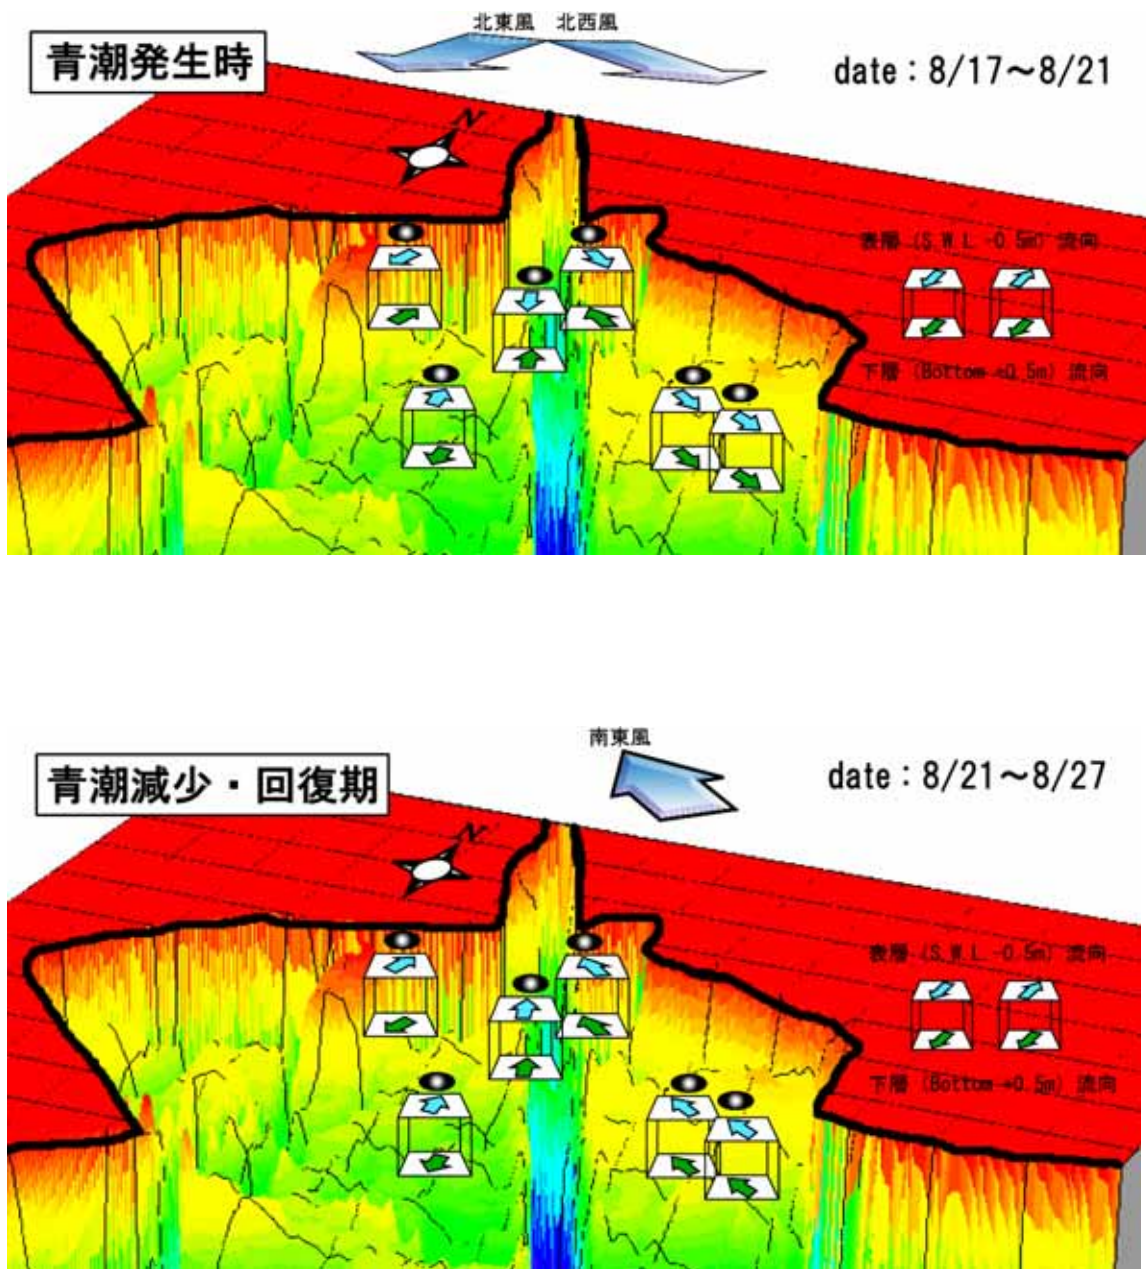 北東風 北西風
青潮発生時
date：8/17～8/21
N
表層 (S.W.L -0.5m) 流向
下層 (Bottom +0.5m) 流向
南東風
青潮減少・回復期
date：8/21～8/27
N
表層 (S.W.L -0.5m) 流向
下層 (Bottom +0.5m) 流向